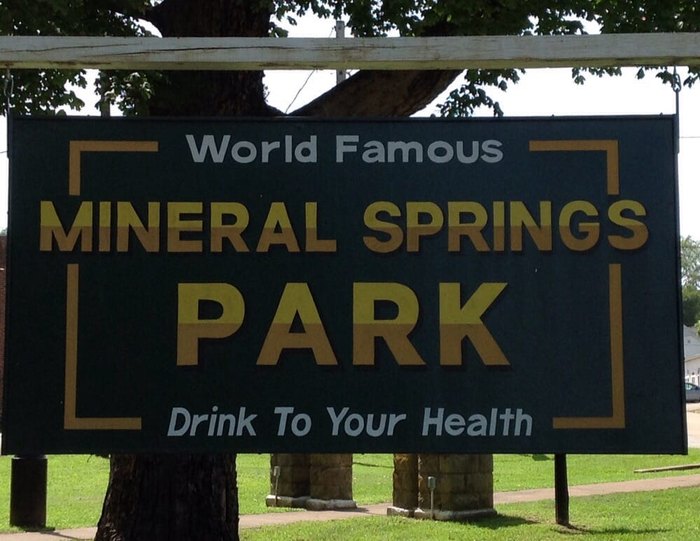 World Famous
MINERAL SPRINGS
PARK
Drink To Your Health